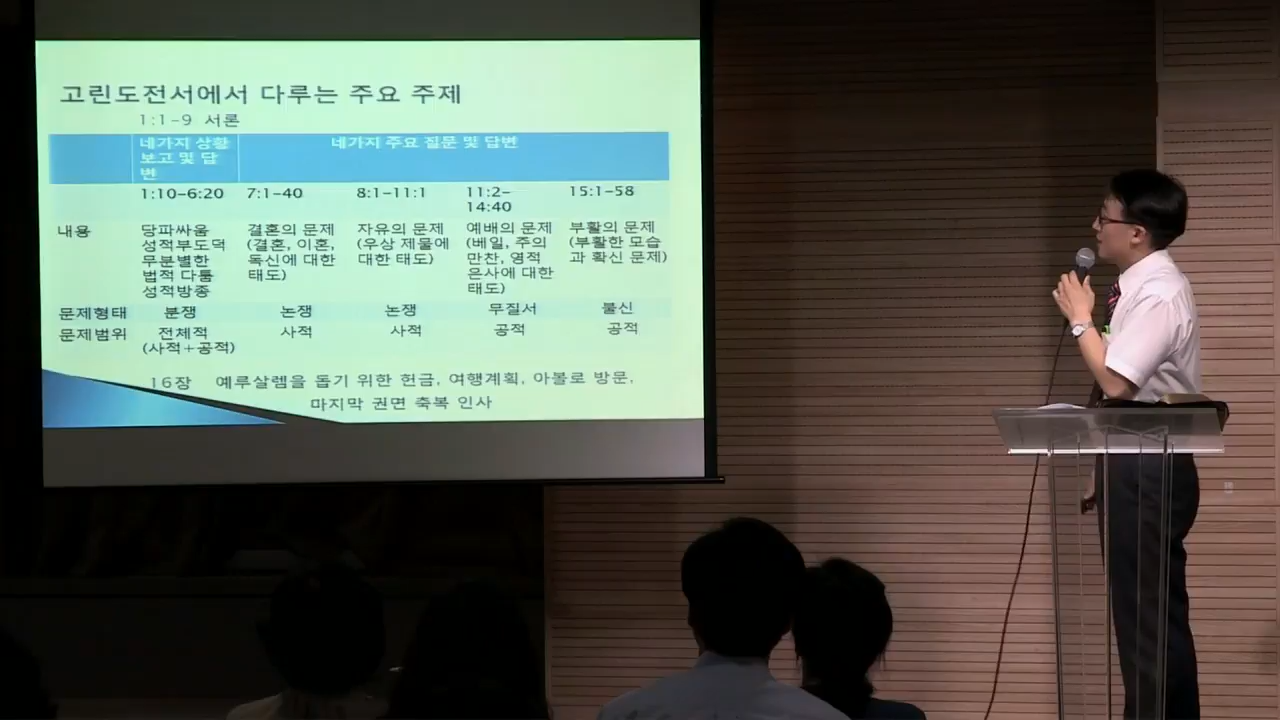 고린도전서에서 다루는 주요 주제
1:1-9 서론
네가지 상황 보고 및 답변
네가지 주요 질문 및 답변
1:10-6:20 7:1-40 8:1-11:1 11:2-14:40 15:1-58
내용
당파싸움
성적부도덕
무분별한
법적 다툼
성적방종
결혼의 문제
(결혼, 이혼,
독신에 대한
태도)
자유의 문제
(우상 제물에
대한 태도)
예배의 문제
(베일, 주의
만찬, 영적
은사에 대한
태도)
부활의 문제
(부활한 모습
과 확신 문제)
문제형태 분쟁 논쟁 논쟁 무질서 불신
문제범위 전체적 사적 사적 공적 공적
(사적+공적)
16장 예루살렘을 돕기 위한 헌금, 여행계획, 아볼로 방문,
마지막 권면 축복 인사